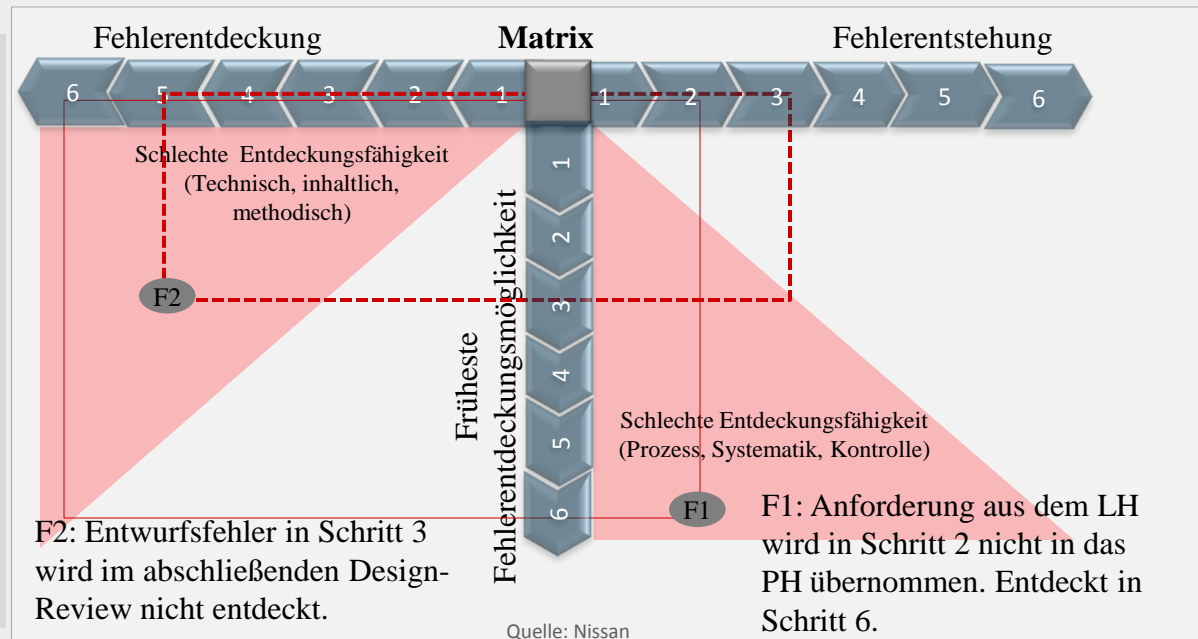 Fehlerentdeckung
Matrix
Fehlerentstehung
6 5 4 3 2 1 1 2 3 4 5 6
Schlechte Entdeckungsfähigkeit
(Technisch, inhaltlich,
methodisch)
1
2
3
4
5
6
Früheste
Fehlerentdeckungsmöglichkeit
F2
Schlechte Entdeckungsfähigkeit
(Prozess, Systematik, Kontrolle)
F1
F2: Entwurfsfehler in Schritt 3
wird im abschließenden Design-
Review nicht entdeckt.
F1: Anforderung aus dem LH
wird in Schritt 2 nicht in das
PH übernommen. Entdeckt in
Schritt 6.
Quelle: Nissan